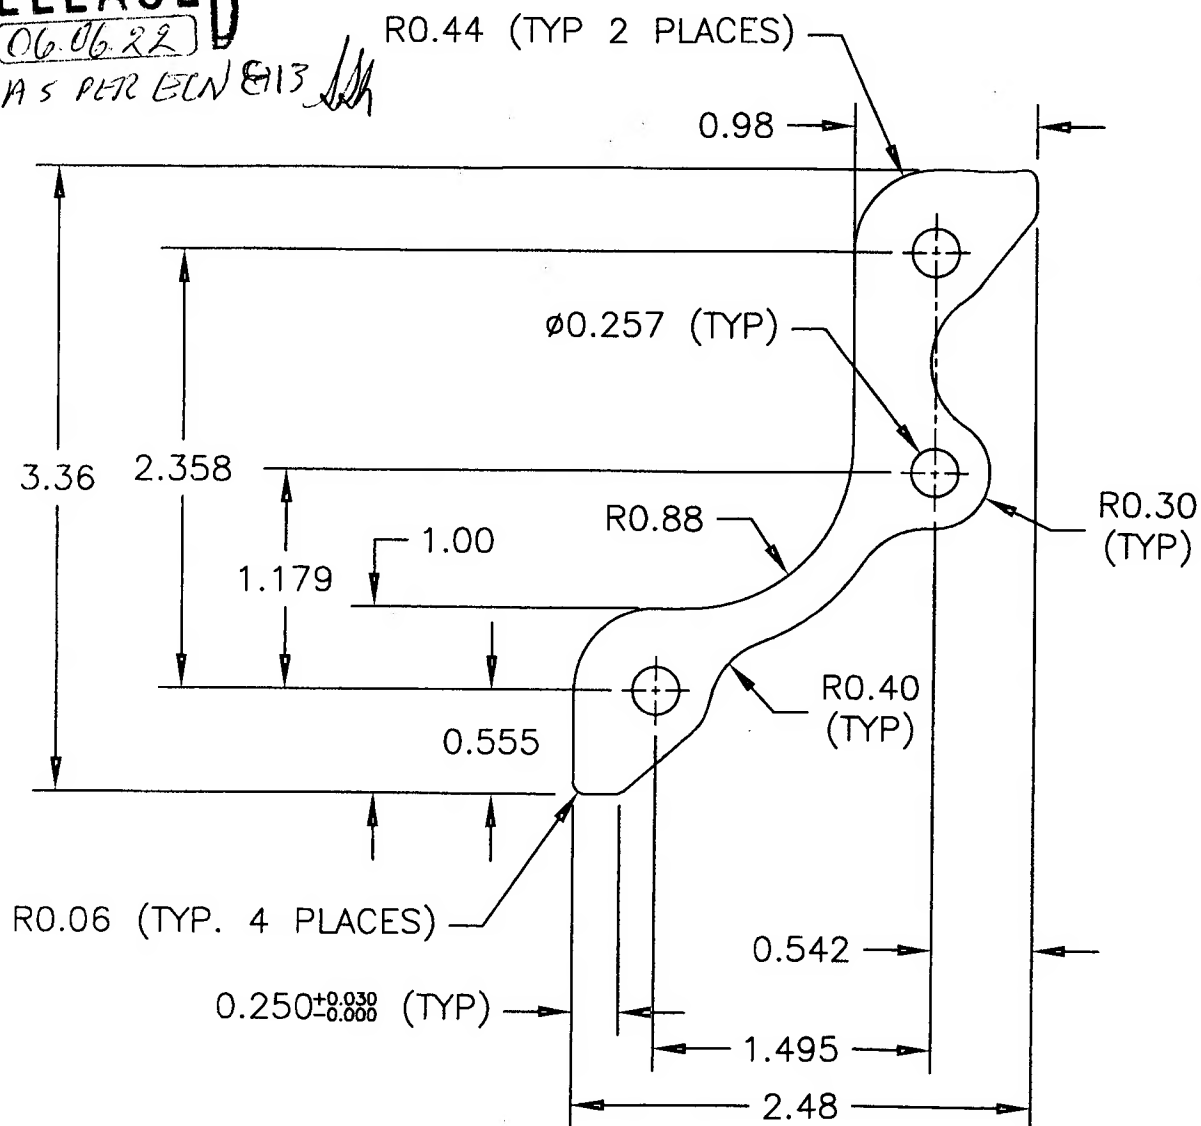 06.06.22
AS PER ECN
R0.44 (TYP 2 PLACES)
0.98
ø0.257 (TYP)
3.36
2.358
R0.88
R0.30
(TYP)
1.00
1.179
R0.40
(TYP)
0.555
R0.06 (TYP. 4 PLACES)
0.542
0.250+0.030-0.000 (TYP)
1.495
2.48